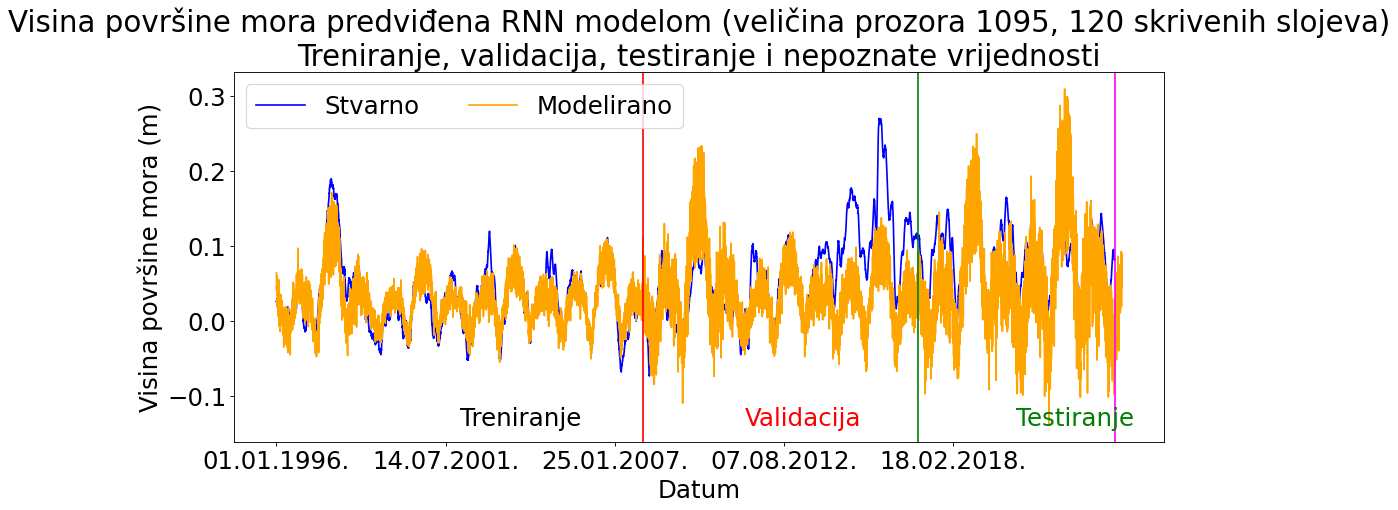 Visina površine mora predviđena RNN modelom (veličina prozora 1095, 120 skrivenih slojeva)
Treniranje, validacija, testiranje i nepoznate vrijednosti
Stvarno Modelirano
Visina površine mora (m)
0.3
0.2
0.1
0.0
−0.1
Treniranje Validacija Testiranje
01.01.1996. 14.07.2001. 25.01.2007. 07.08.2012. 18.02.2018.
Datum